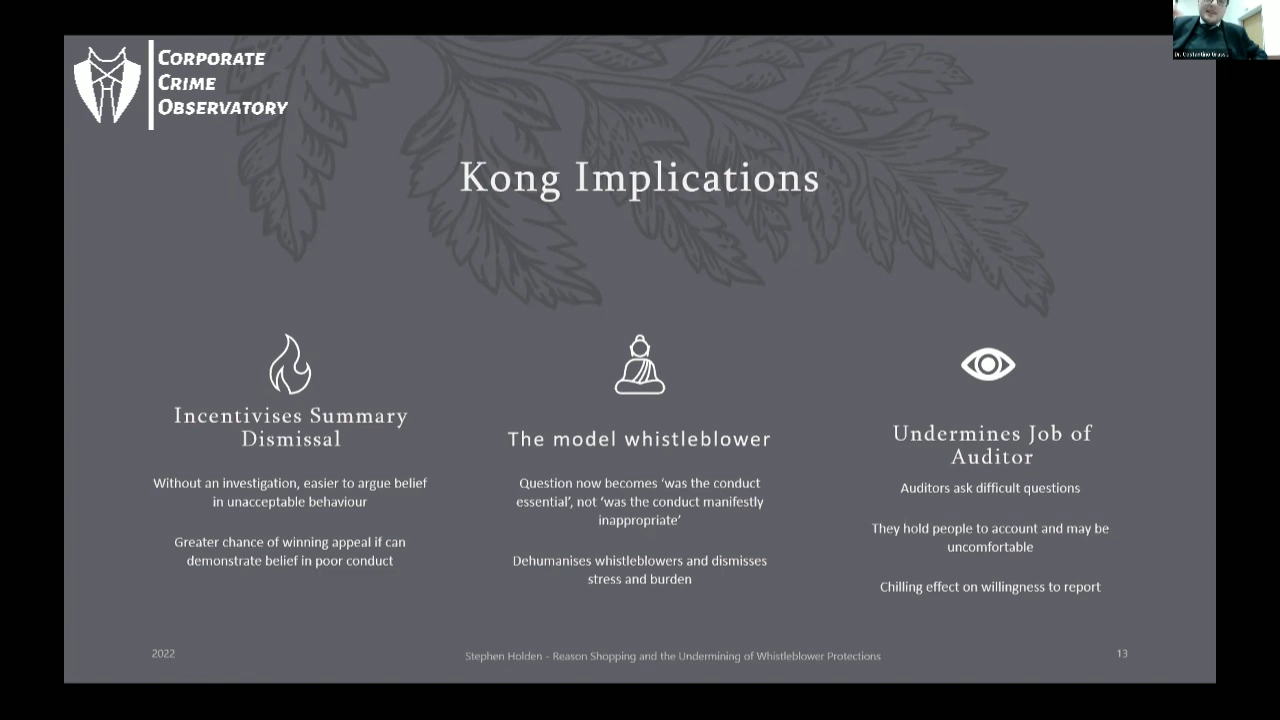 CORPORATE
CRIME
OBSERVATORY
Dr. Costantino Grass...
Kong Implications
Incentivises Summary
Dismissal
Without an investigation, easier to argue belief
in unacceptable behaviour
Greater chance of winning appeal if can
demonstrate belief in poor conduct
The model whistleblower
Question now becomes ‘was the conduct
essential’, not ‘was the conduct manifestly
inappropriate’
Dehumanises whistleblowers and dismisses
stress and burden
Undermines Job of
Auditor
Auditors ask difficult questions
They hold people to account and may be
uncomfortable
Chilling effect on willingness to report
2022
Stephen Holden - Reason Shopping and the Undermining of Whistleblower Protections
13